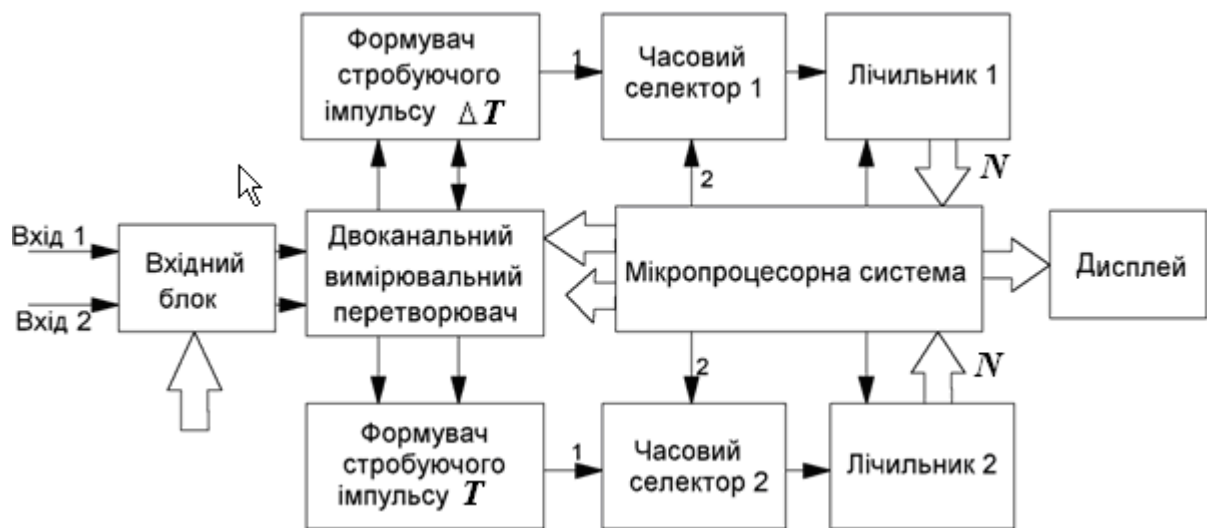 Формувач
стробуючого
імпульсу ΔT
1
Часовий
селектор 1
Лічильник 1
2
N
Вхід 1
Вхід 2
Вхідний
блок
Двоканальний
вимірювальний
перетворювач
Мікропроцесорна система
Дисплей
2
N
Формувач
стробуючого
імпульсу T
1
Часовий
селектор 2
Лічильник 2